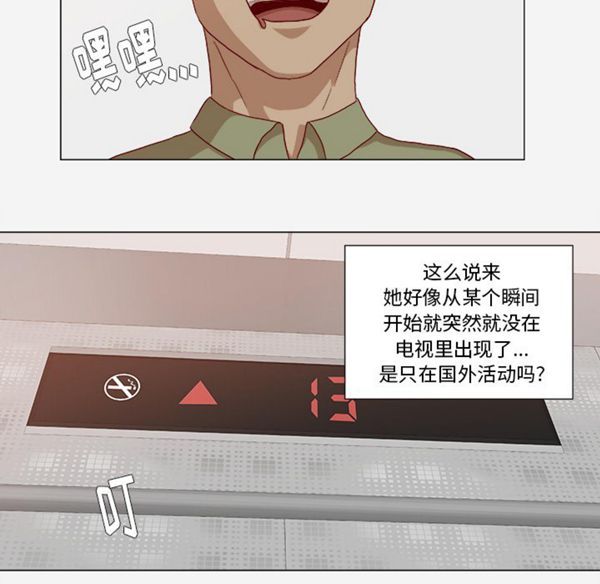 嘿嘿...
这么说来
她好像从某个瞬间
开始就突然就没在
电视里出现了...
是只在国外活动吗?
13
叮